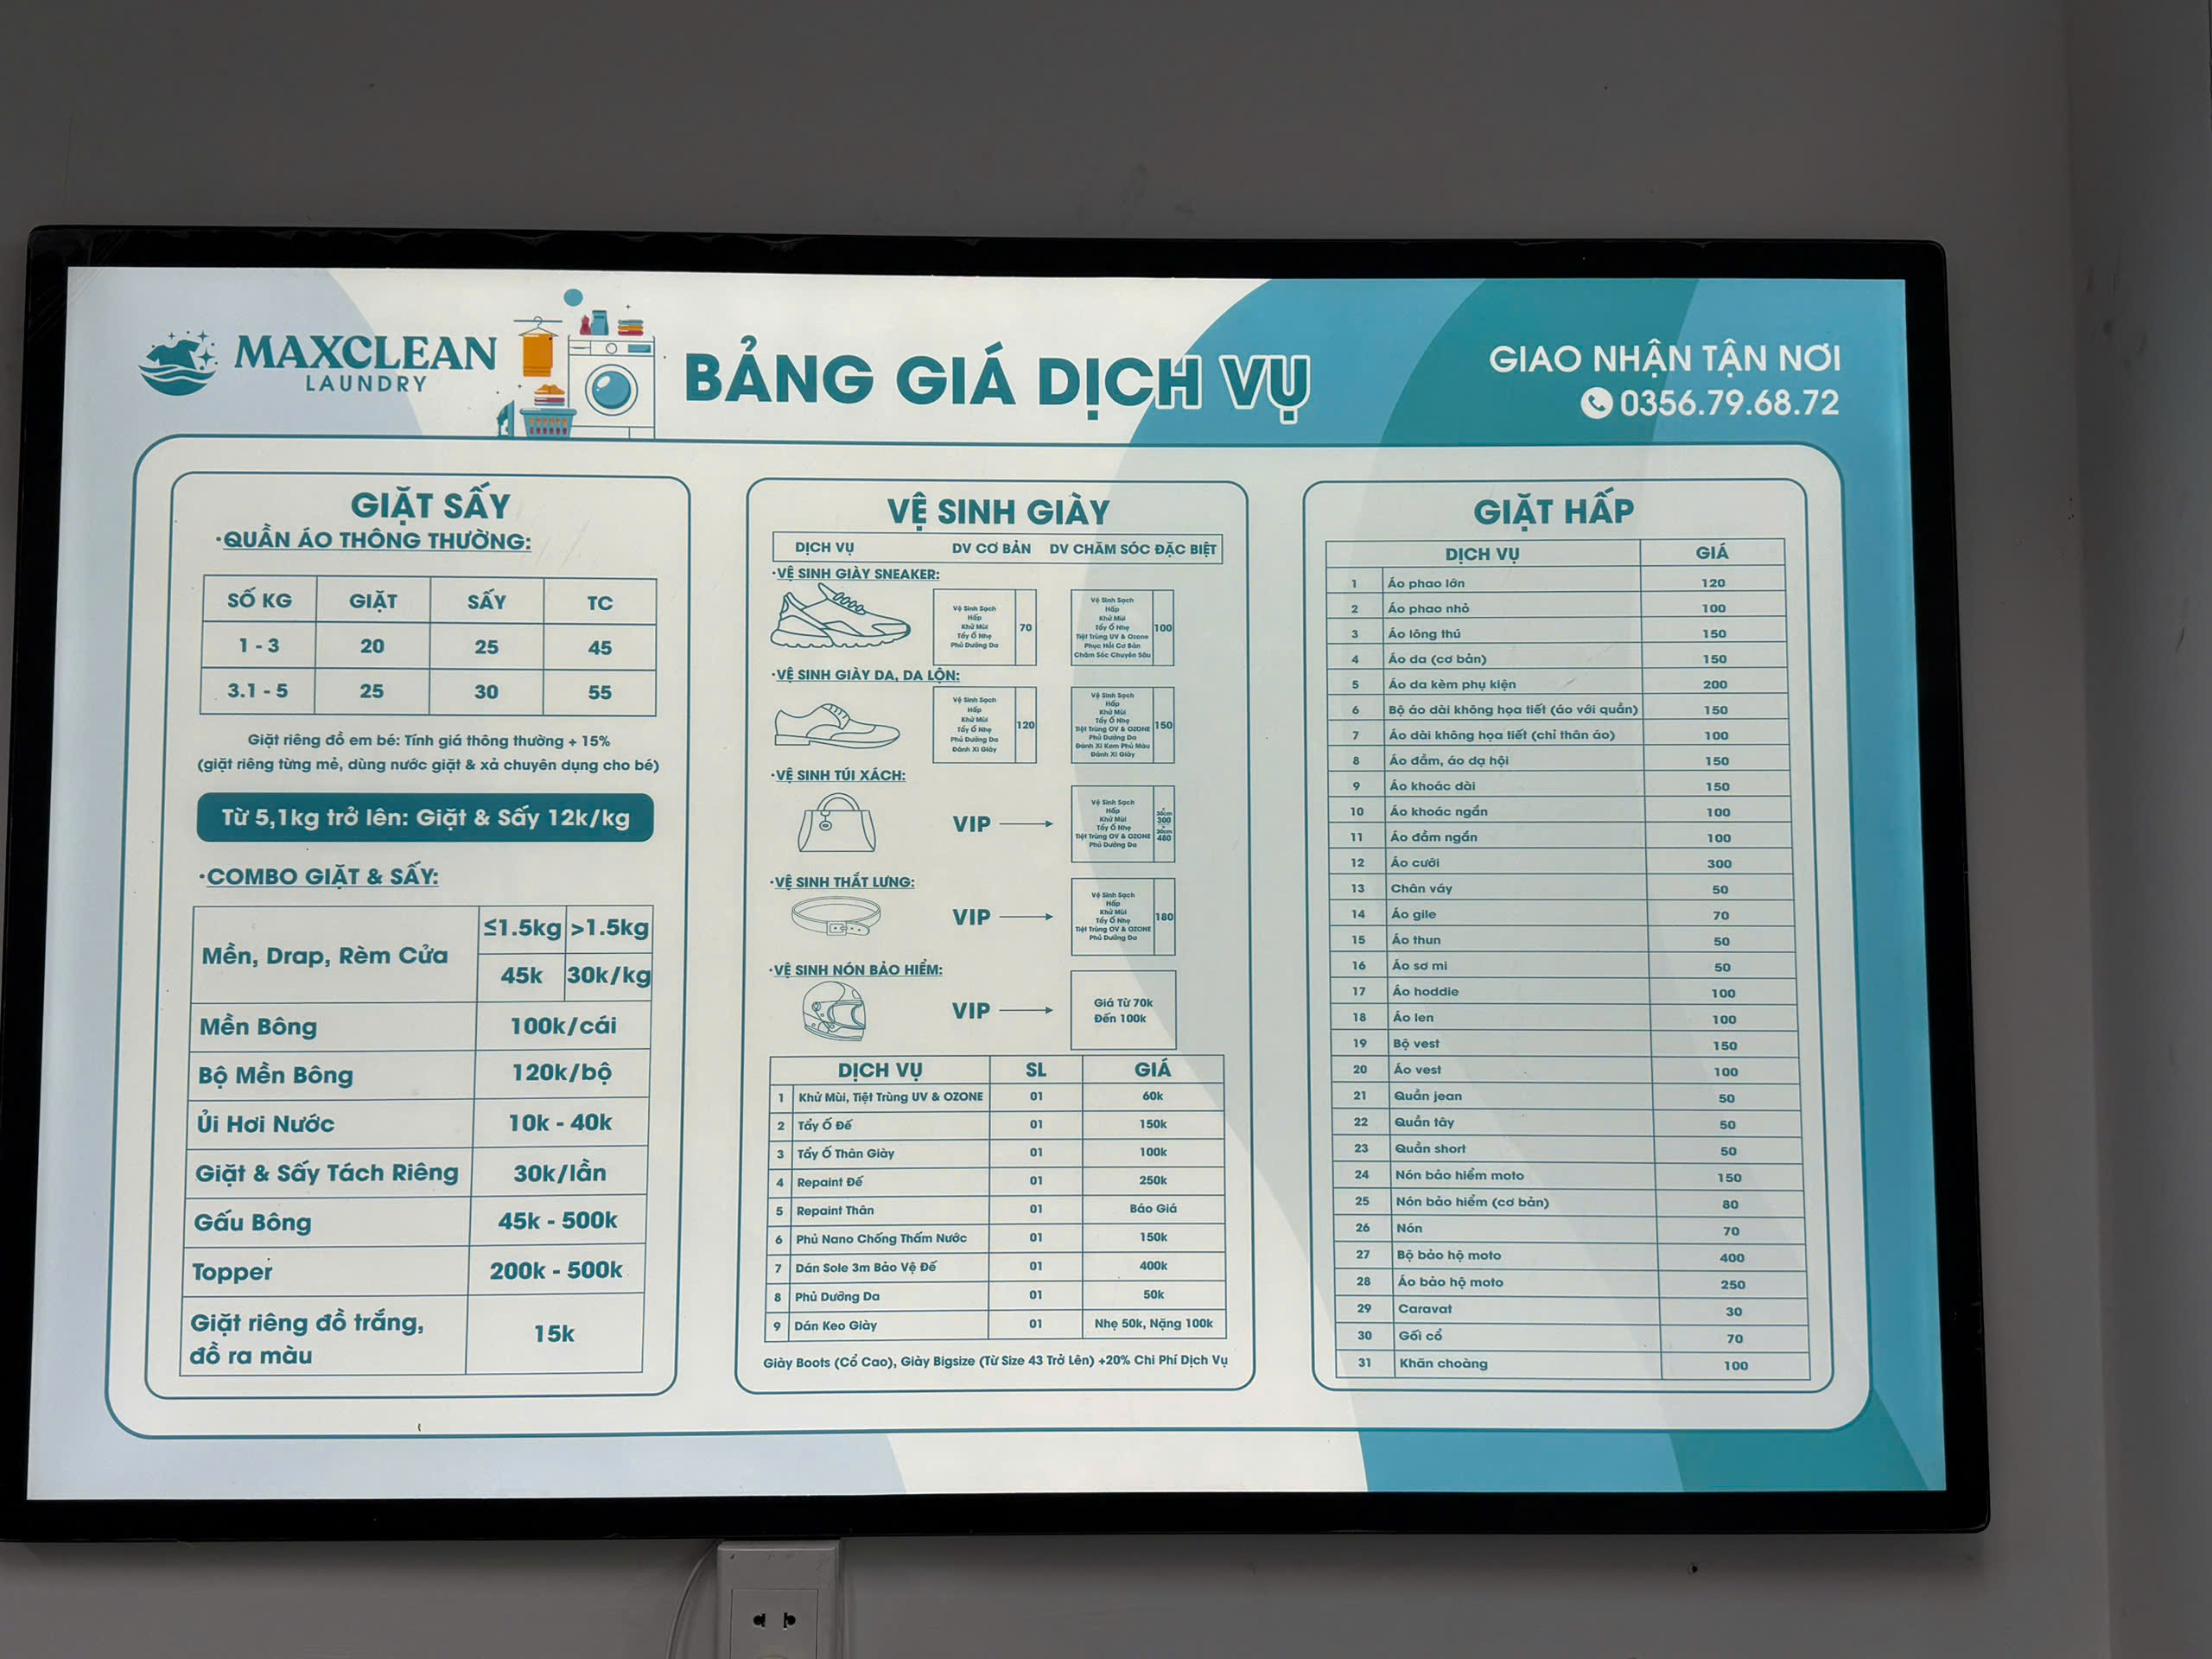 MAXCLEAN
LAUNDRY
BẢNG GIÁ DỊCH VỤ
GIAO NHẬN TẬN NƠI
0356.79.68.72
GIẶT SẤY
·QUẦN ÁO THÔNG THƯỜNG:
SỐ KG GIẶT SẤY TC
1 - 3 20 25 45
3.1 - 5 25 30 55
Giặt riêng đồ em bé: Tính giá thông thường + 15%
(giặt riêng từng mẻ, dùng nước giặt & xả chuyên dụng cho bé)
Từ 5,1kg trở lên: Giặt & Sấy 12k/kg
·COMBO GIẶT & SẤY:
Mền, Drap, Rèm Cửa
≤1.5kg >1.5kg
45k 30k/kg
Mền Bông 100k/cái
Bộ Mền Bông 120k/bộ
Ủi Hơi Nước 10k - 40k
Giặt & Sấy Tách Riêng 30k/lần
Gấu Bông 45k - 500k
Topper 200k - 500k
Giặt riêng đồ trắng,
đồ ra màu
15k
VỆ SINH GIÀY
DỊCH VỤ DV CƠ BẢN DV CHĂM SÓC ĐẶC BIỆT
·VỆ SINH GIÀY SNEAKER:
Vệ Sinh Sạch
Hấp
Khử Mùi
Tẩy Ố Nhẹ
Phủ Dưỡng Da
70
Vệ Sinh Sạch
Hấp
Khử Mùi
Tẩy Ố Nhẹ
Tiệt Trùng UV & Ozone
Phục Hồi Cơ Bản
Chăm Sóc Chuyên Sâu
100
·VỆ SINH GIÀY DA, DA LỘN:
Vệ Sinh Sạch
Hấp
Khử Mùi
Tẩy Ố Nhẹ
Phủ Dưỡng Da
Đánh Xi Giày
120
Vệ Sinh Sạch
Hấp
Khử Mùi
Tẩy Ố Nhẹ
Tiệt Trùng OV & OZONE
Phủ Dưỡng Da
Đánh Xi Kem Phủ Màu
Đánh Xi Giày
150
·VỆ SINH TÚI XÁCH:
VIP
Vệ Sinh Sạch
Hấp
Khử Mùi
Tẩy Ố Nhẹ
Tiệt Trùng OV & OZONE
Phủ Dưỡng Da
30cm
300
30cm
480
·VỆ SINH THẮT LƯNG:
VIP
Vệ Sinh Sạch
Hấp
Khử Mùi
Tẩy Ố Nhẹ
Tiệt Trùng OV & OZONE
Phủ Dưỡng Da
180
·VỆ SINH NÓN BẢO HIỂM:
VIP
Giá Từ 70k
Đến 100k
DỊCH VỤ SL GIÁ
1 Khử Mùi, Tiệt Trùng UV & OZONE 01 60k
2 Tẩy Ố Đế 01 150k
3 Tẩy Ố Thân Giày 01 100k
4 Repaint Đế 01 250k
5 Repaint Thân 01 Báo Giá
6 Phủ Nano Chống Thấm Nước 01 150k
7 Dán Sole 3m Bảo Vệ Đế 01 400k
8 Phủ Dưỡng Da 01 50k
9 Dán Keo Giày 01 Nhẹ 50k, Nặng 100k
Giày Boots (Cổ Cao), Giày Bigsize (Từ Size 43 Trở Lên) +20% Chi Phí Dịch Vụ
GIẶT HẤP
DỊCH VỤ GIÁ
1 Áo phao lớn 120
2 Áo phao nhỏ 100
3 Áo lông thú 150
4 Áo da (cơ bản) 150
5 Áo da kèm phụ kiện 200
6 Bộ áo dài không họa tiết (áo với quần) 150
7 Áo dài không họa tiết (chỉ thân áo) 100
8 Áo đầm, áo dạ hội 150
9 Áo khoác dài 150
10 Áo khoác ngắn 100
11 Áo đầm ngắn 100
12 Áo cưới 300
13 Chân váy 50
14 Áo gile 70
15 Áo thun 50
16 Áo sơ mi 50
17 Áo hoddie 100
18 Áo len 100
19 Bộ vest 150
20 Áo vest 100
21 Quần jean 50
22 Quần tây 50
23 Quần short 50
24 Nón bảo hiểm moto 150
25 Nón bảo hiểm (cơ bản) 80
26 Nón 70
27 Bộ bảo hộ moto 400
28 Áo bảo hộ moto 250
29 Caravat 30
30 Gối cổ 70
31 Khăn choàng 100